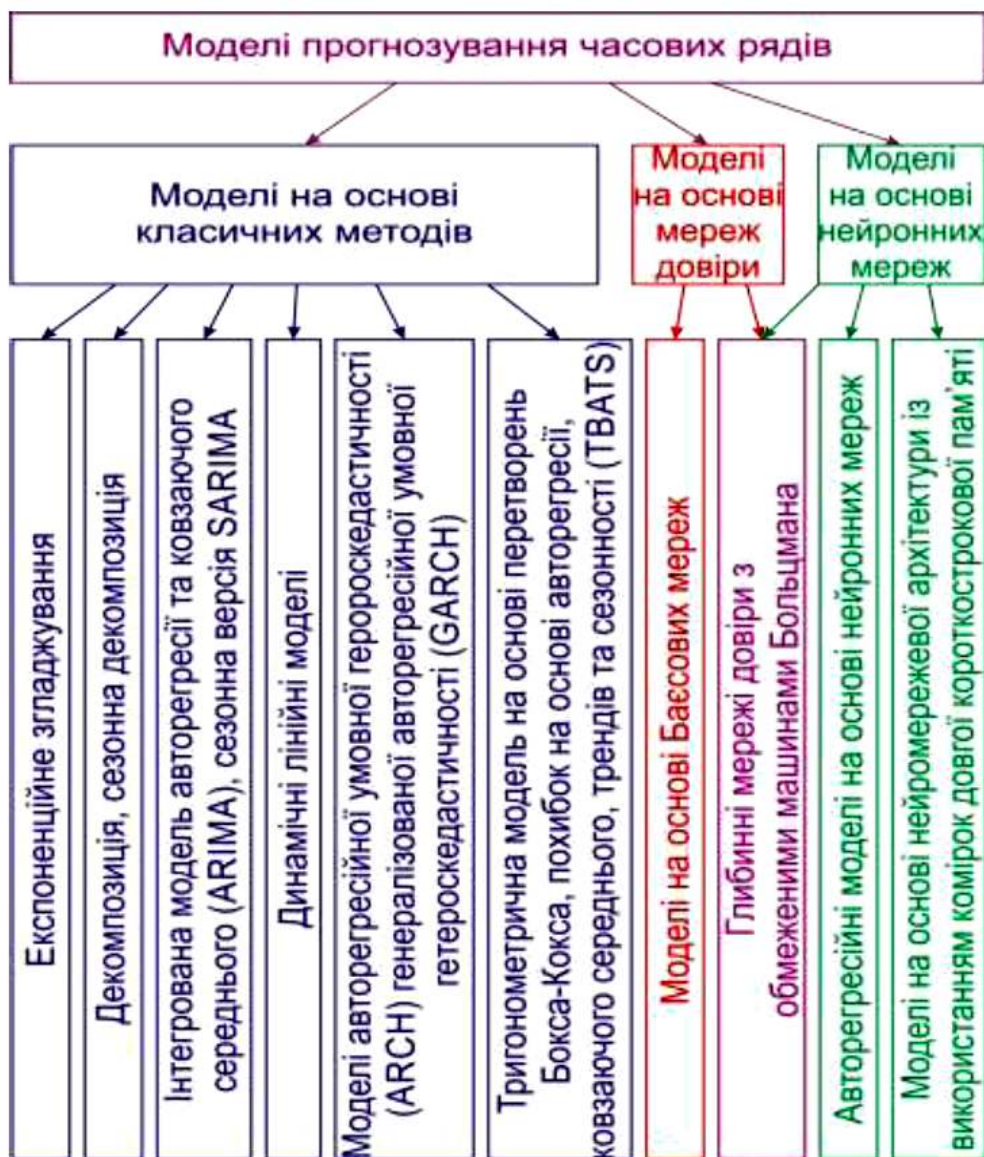 Моделі прогнозування часових рядів
Моделі на основі
класичних методів
Моделі
на основі
мереж
довіри
Моделі
на основі
нейронних
мереж
Експоненційне згладжування
Декомпозиція, сезонна декомпозиція
Інтегрована модель авторегресії та ковзаючого
середнього (ARIMA), сезонна версія SARIMA
Динамічні лінійні моделі
Моделі авторегресійної умовної героскедастичності
(ARCH) генералізованої авторегресійної умовної
гетероскедастичності (GARCH)
Тригонометрична модель на основі перетворень
Бокса-Кокса, похибок на основі авторегресії,
ковзаючого середнього, трендів та сезонності (TBATS)
Моделі на основі Баєсових мереж
Глибинні мережі довіри з
обмеженими машинами Больцмана
Авторегресійні моделі на основі нейронних мереж
Моделі на основі нейромережевої архітектури із
використанням комірок довгої короткострокової пам'яті